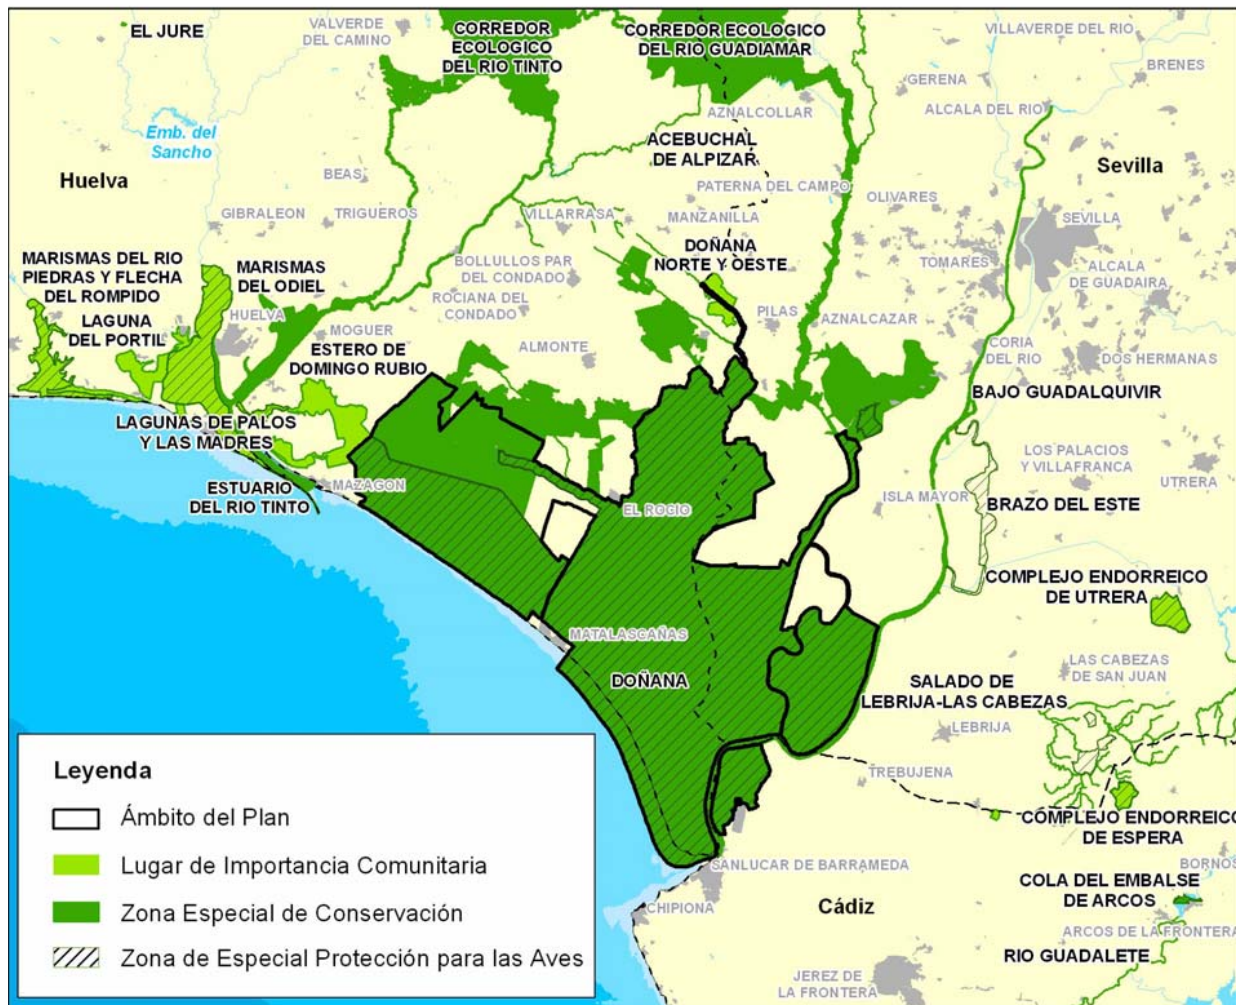 EL JURE
VALVERDE
DEL CAMINO
CORREDOR
ECOLOGICO
DEL RIO TINTO
CORREDOR ECOLOGICO
DEL RIO GUADIAMAR
VILLAVERDE DEL RIO
BRENES
GERENA
ALCALA DEL RIO
AZNALCOLLAR
Emb. del
Sancho
ACEBUCHAL
DE ALPIZAR
Huelva
BEAS
Sevilla
PATERNA DEL CAMPO
OLIVARES
GIBRALEON
TRIGUEROS
VILLARRASA
MANZANILLA
SEVILLA
MARISMAS DEL RIO
PIEDRAS Y FLECHA
DEL ROMPIDO
MARISMAS
DEL ODIEL
BOLLULLOS PAR
DEL CONDADO
DOÑANA
NORTE Y OESTE
TOMARES
ALCALA
DE GUADAIRA
LAGUNA
DEL PORTIL
HUELVA
ROCIANA DEL
CONDADO
PILAS
AZNALCAZAR
MOGUER
ESTERO DE
DOMINGO RUBIO
ALMONTE
CORIA
DEL RIO
DOS HERMANAS
BAJO GUADALQUIVIR
LAGUNAS DE PALOS
Y LAS MADRES
LOS PALACIOS
Y VILLAFRANCA
UTRERA
ESTUARIO
DEL RIO TINTO
MAZAGON
EL ROCIO
ISLA MAYOR
BRAZO DEL ESTE
COMPLEJO ENDORREICO
DE UTRERA
MATALASCAÑAS
DOÑANA
LAS CABEZAS
DE SAN JUAN
SALADO DE
LEBRIJA-LAS CABEZAS
LEBRIJA
TREBUJENA
COMPLEJO ENDORREICO
DE ESPERA
BORNOS
SANLUCAR DE BARRAMEDA
COLA DEL EMBALSE
DE ARCOS
CHIPIONA
Cádiz
ARCOS DE LA FRONTERA
RIO GUADALETE
JEREZ DE
LA FRONTERA
Leyenda
Ámbito del Plan
Lugar de Importancia Comunitaria
Zona Especial de Conservación
Zona de Especial Protección para las Aves